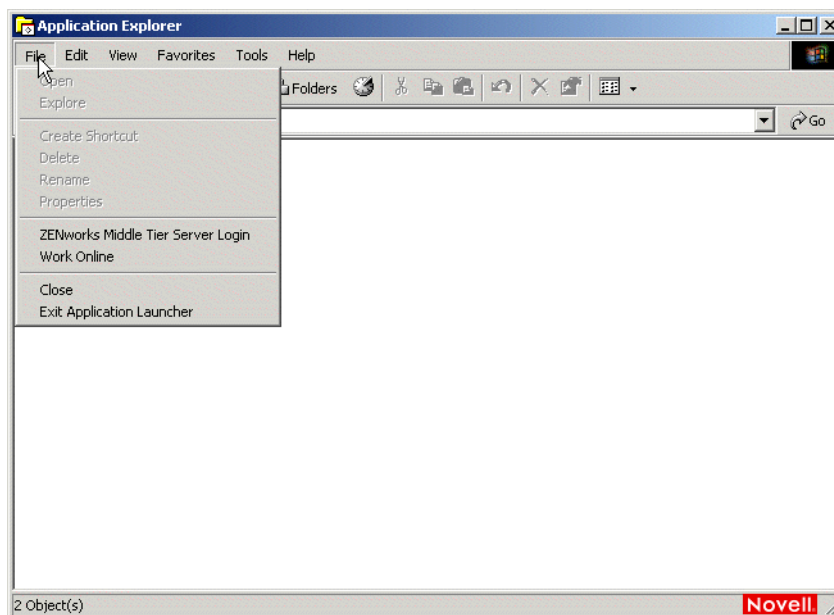 Application Explorer
File Edit View Favorites Tools Help
Open
Explore
Create Shortcut
Delete
Rename
Properties
ZENworks Middle Tier Server Login
Work Online
Close
Exit Application Launcher
Folders
Go
2 Object(s)
Novell.